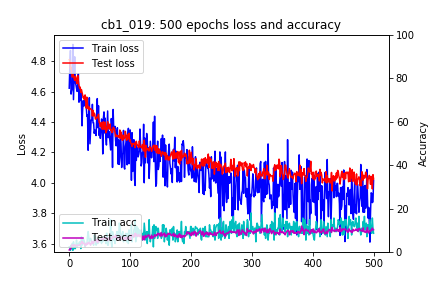 cb1_019: 500 epochs loss and accuracy
Train loss
Test loss
Train acc
Test acc
Loss
4.8
4.6
4.4
4.2
4.0
3.8
3.6
Accuracy
100
80
60
40
20
0
0
100
200
300
400
500